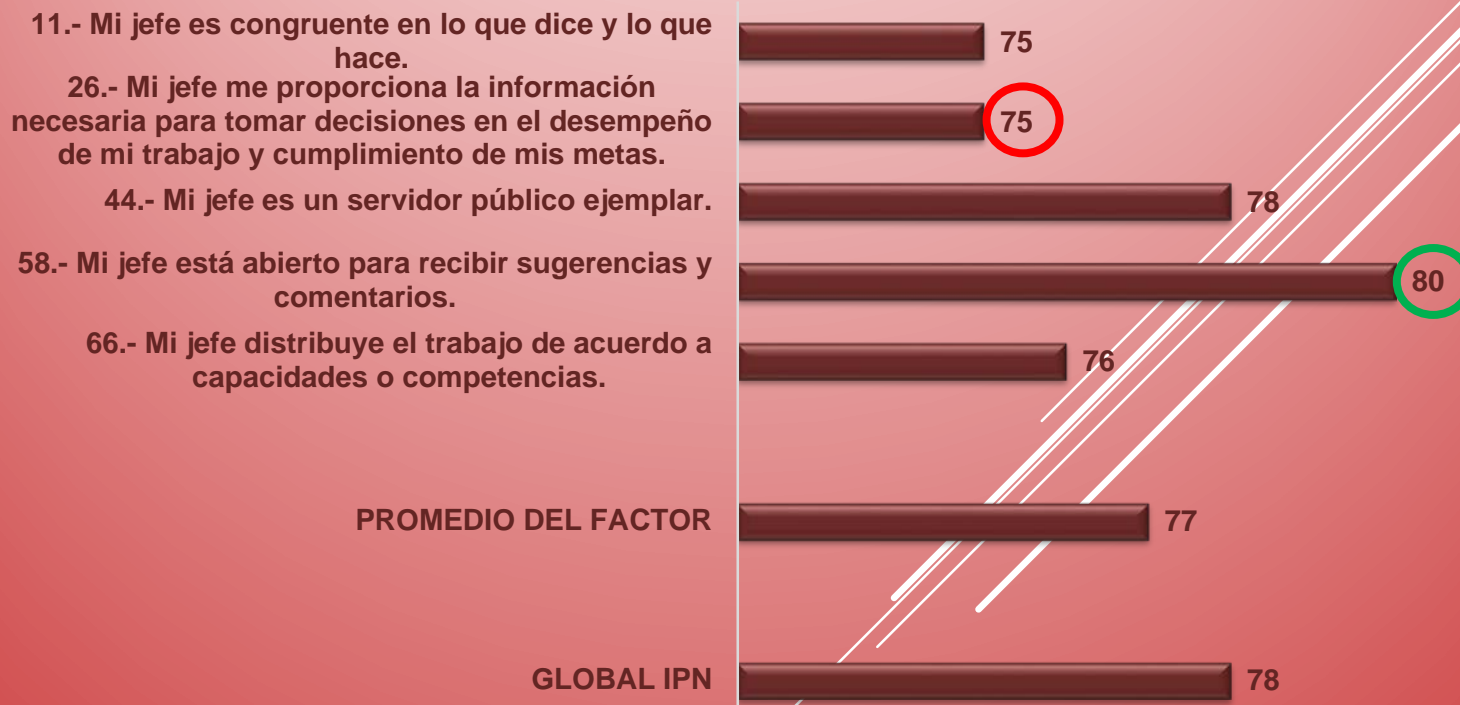 11.- Mi jefe es congruente en lo que dice y lo que
hace.
75
26.- Mi jefe me proporciona la información
necesaria para tomar decisiones en el desempeño
de mi trabajo y cumplimiento de mis metas.
75
44.- Mi jefe es un servidor público ejemplar.
78
58.- Mi jefe está abierto para recibir sugerencias y
comentarios.
80
66.- Mi jefe distribuye el trabajo de acuerdo a
capacidades o competencias.
76
PROMEDIO DEL FACTOR
77
GLOBAL IPN
78